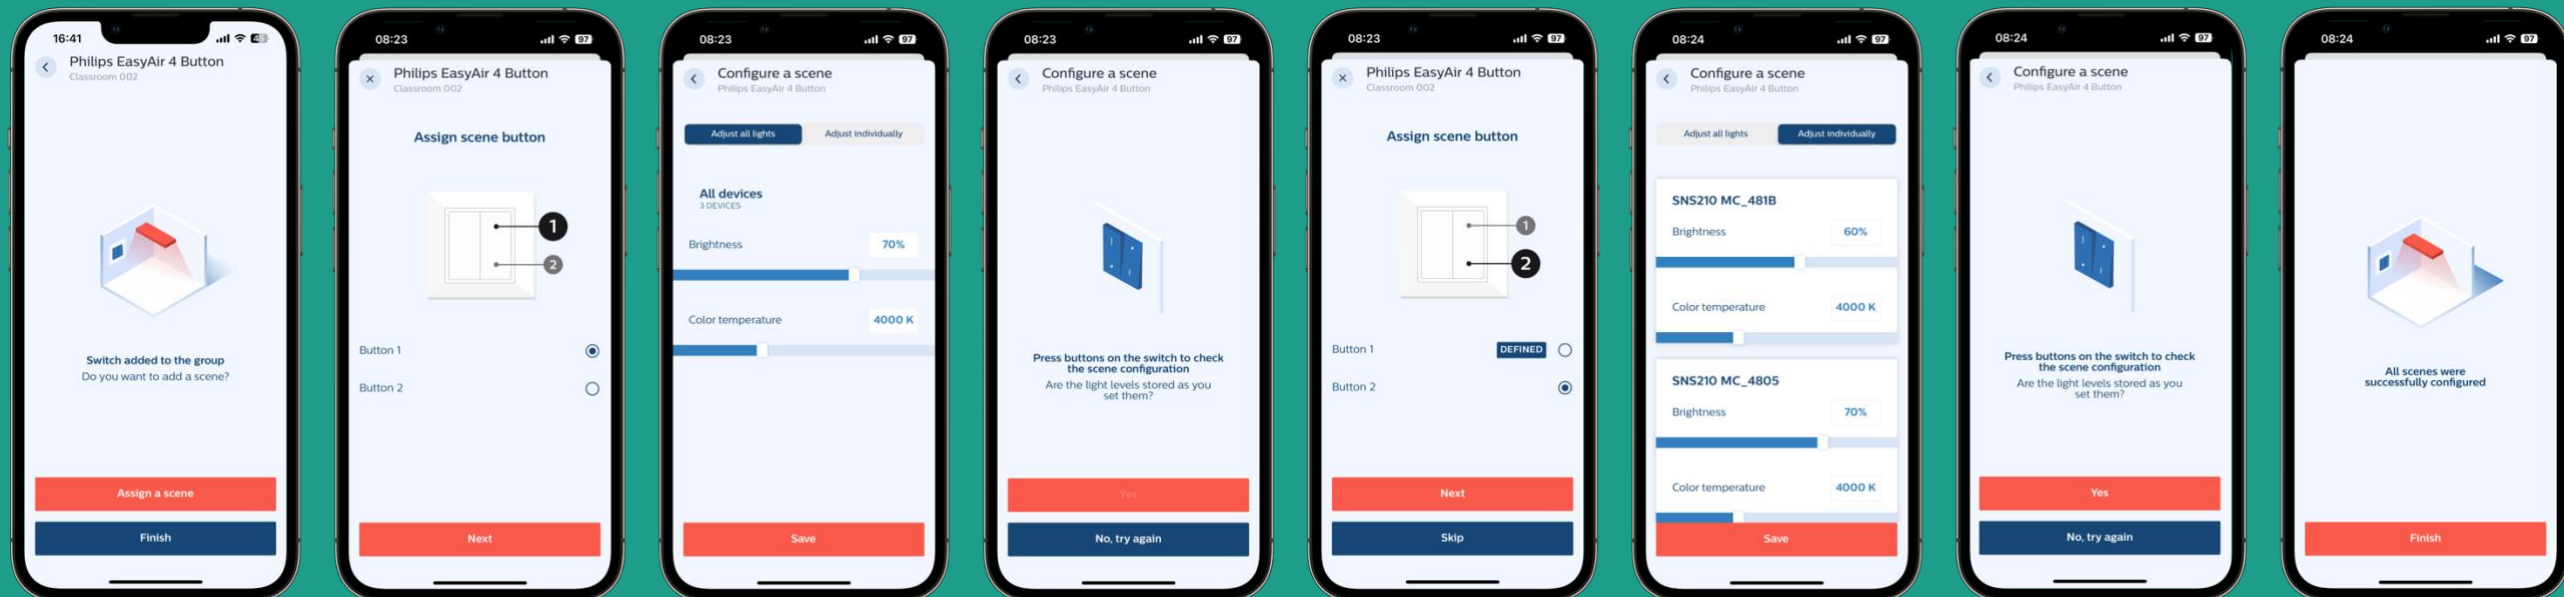 16:41
Philips EasyAir 4 Button
Classroom 002
Switch added to the group
Do you want to add a scene?
Assign a scene
Finish
08:23
97
Philips EasyAir 4 Button
Classroom 002
Assign scene button
1
2
Button 1
Button 2
Next
08:23
97
Configure a scene
Philips EasyAir 4 Button
Adjust all lights
Adjust individually
All devices
3 DEVICES
Brightness
70%
Color temperature
4000 K
Save
08:23
97
Configure a scene
Philips EasyAir 4 Button
Press buttons on the switch to check
the scene configuration
Are the light levels stored as you
set them?
Yes
No, try again
08:23
97
Philips EasyAir 4 Button
Classroom 002
Assign scene button
1
2
Button 1
DEFINED
Button 2
Next
Skip
08:24
97
Configure a scene
Philips EasyAir 4 Button
Adjust all lights
Adjust individually
SNS210 MC_481B
Brightness
60%
Color temperature
4000 K
SNS210 MC_4805
Brightness
70%
Color temperature
4000 K
Save
08:24
97
Configure a scene
Philips EasyAir 4 Button
Press buttons on the switch to check
the scene configuration
Are the light levels stored as you
set them?
Yes
No, try again
08:24
97
All scenes were
successfully configured
Finish